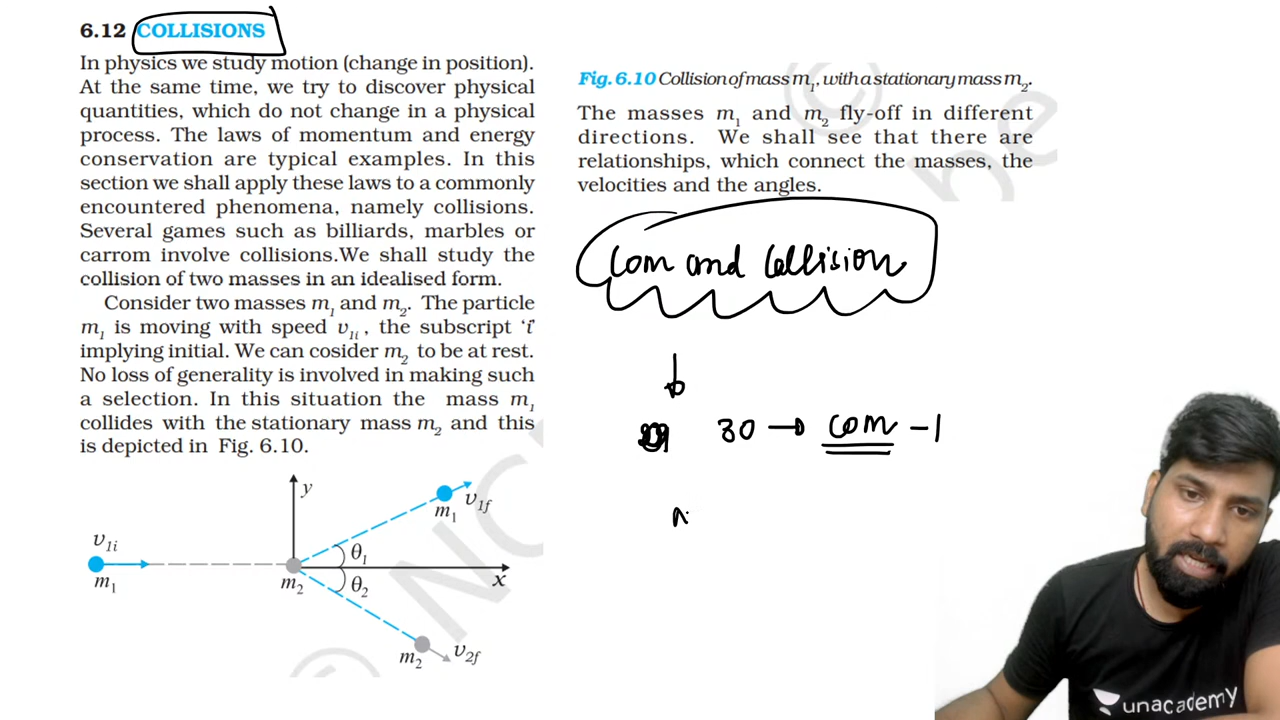 6.12 COLLISIONS
In physics we study motion (change in position).
At the same time, we try to discover physical
quantities, which do not change in a physical
process. The laws of momentum and energy
conservation are typical examples. In this
section we shall apply these laws to a commonly
encountered phenomena, namely collisions.
Several games such as billiards, marbles or
carrom involve collisions.We shall study the
collision of two masses in an idealised form.
Consider two masses m₁ and m₂. The particle
m₁ is moving with speed υ₁ᵢ, the subscript ‘i’
implying initial. We can cosider m₂ to be at rest.
No loss of generality is involved in making such
a selection. In this situation the mass m₁
collides with the stationary mass m₂ and this
is depicted in Fig. 6.10.
y
υ₁f
m₁
υ₁ᵢ
θ₁
m₁
m₂
θ₂
x
m₂
υ₂f
Fig. 6.10 Collision of mass m₁, with a stationary mass m₂.
The masses m₁ and m₂ fly-off in different
directions. We shall see that there are
relationships, which connect the masses, the
velocities and the angles.
Com and Collision
30 → COM -1
unacademy